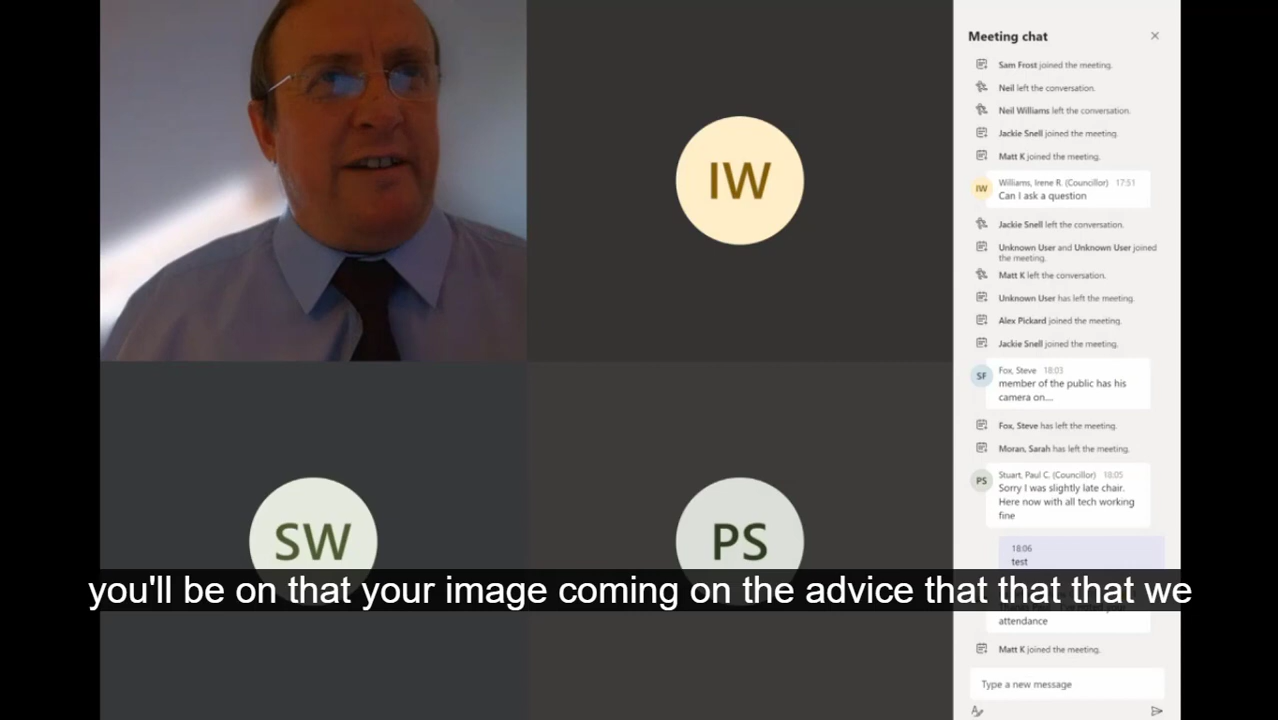 Meeting chat
Sam Frost joined the meeting.
Neil left the conversation.
Neil Williams left the conversation.
Jackie Snell joined the meeting.
Matt K joined the meeting.
IW
Williams, Irene R. (Councillor) 17:51
Can I ask a question
Jackie Snell left the conversation.
Unknown User and Unknown User joined
the meeting.
Matt K left the conversation.
Unknown User has left the meeting.
Alex Pickard joined the meeting.
Jackie Snell joined the meeting.
SF
Fox, Steve 18:03
member of the public has his
camera on....
Fox, Steve has left the meeting.
Moran, Sarah has left the meeting.
PS
Stuart, Paul C. (Councillor) 18:05
Sorry I was slightly late chair.
Here now with all tech working
fine
18:06
test
attendance
Matt K joined the meeting.
Type a new message
IW
SW
PS
you'll be on that your image coming on the advice that that that we